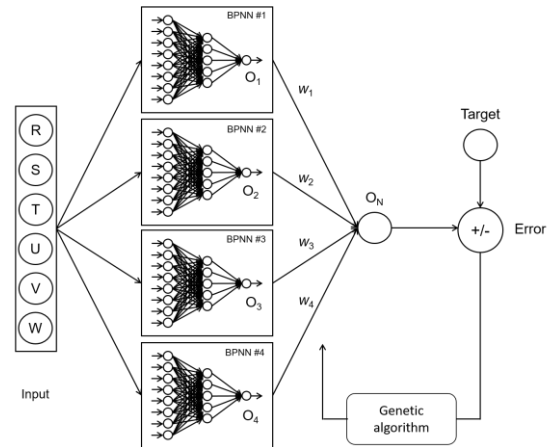 BPNN #1
O1
w1
R
S
T
U
V
W
Input
BPNN #2
O2
w2
BPNN #3
O3
w3
BPNN #4
O4
w4
ON
Target
+/-
Error
Genetic
algorithm